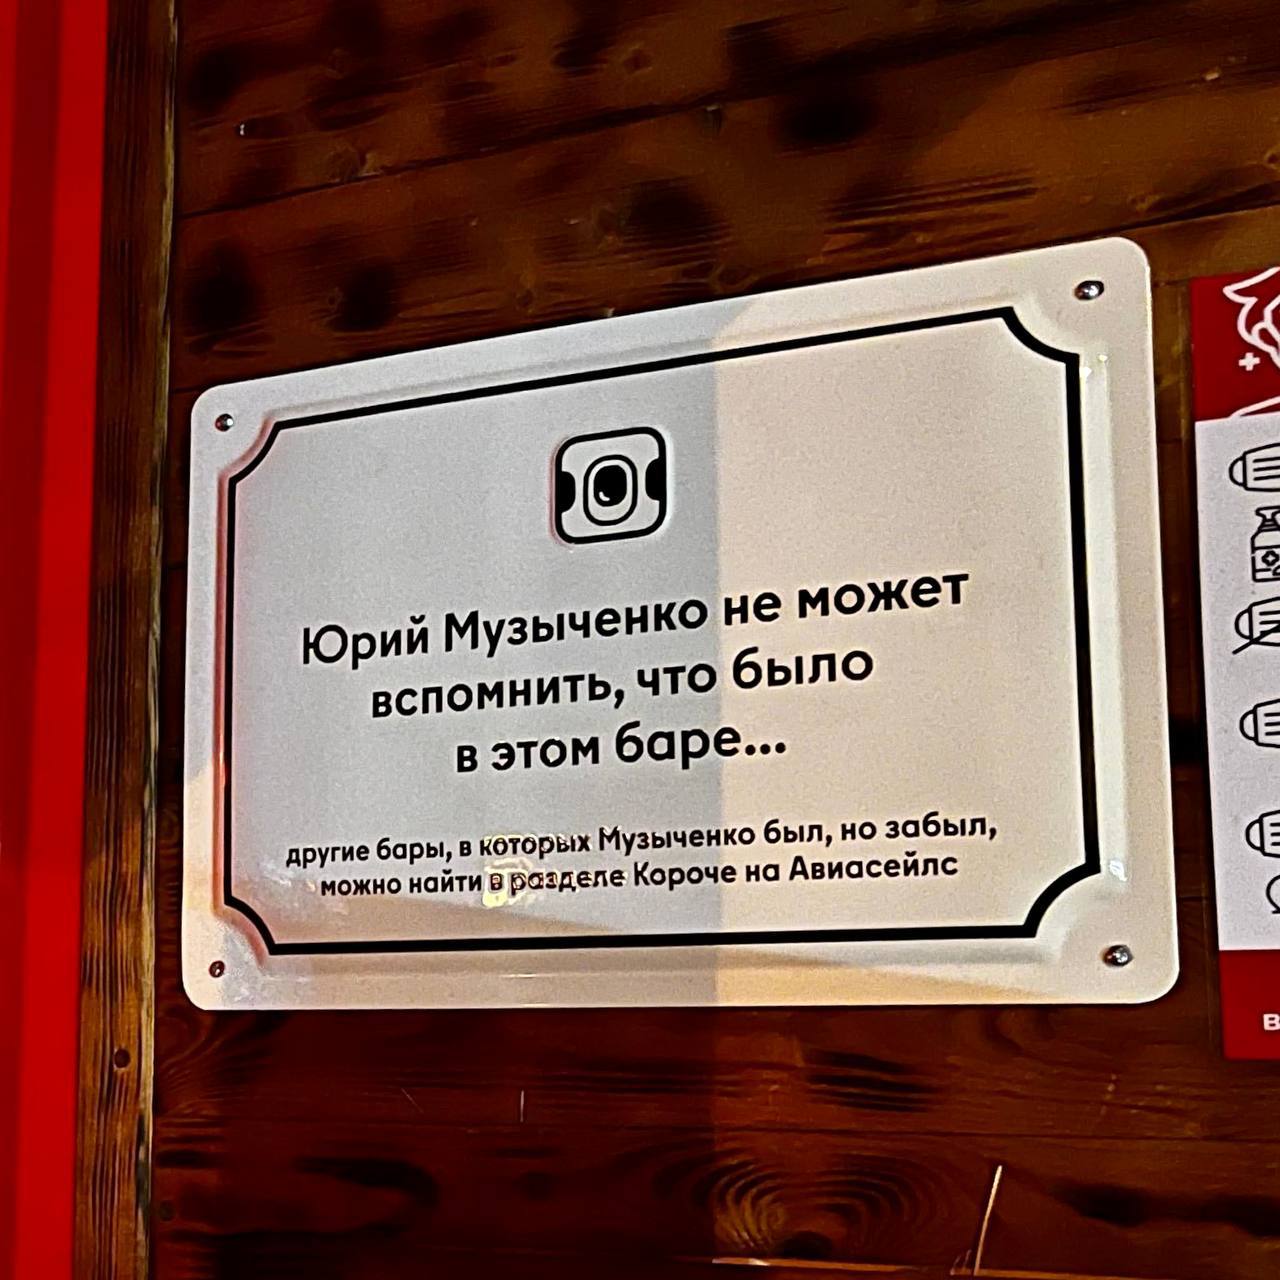 Юрий Музыченко не может
вспомнить, что было
в этом баре...
другие бары, в которых Музыченко был, но забыл,
можно найти в разделе Короче на Авиасейлс